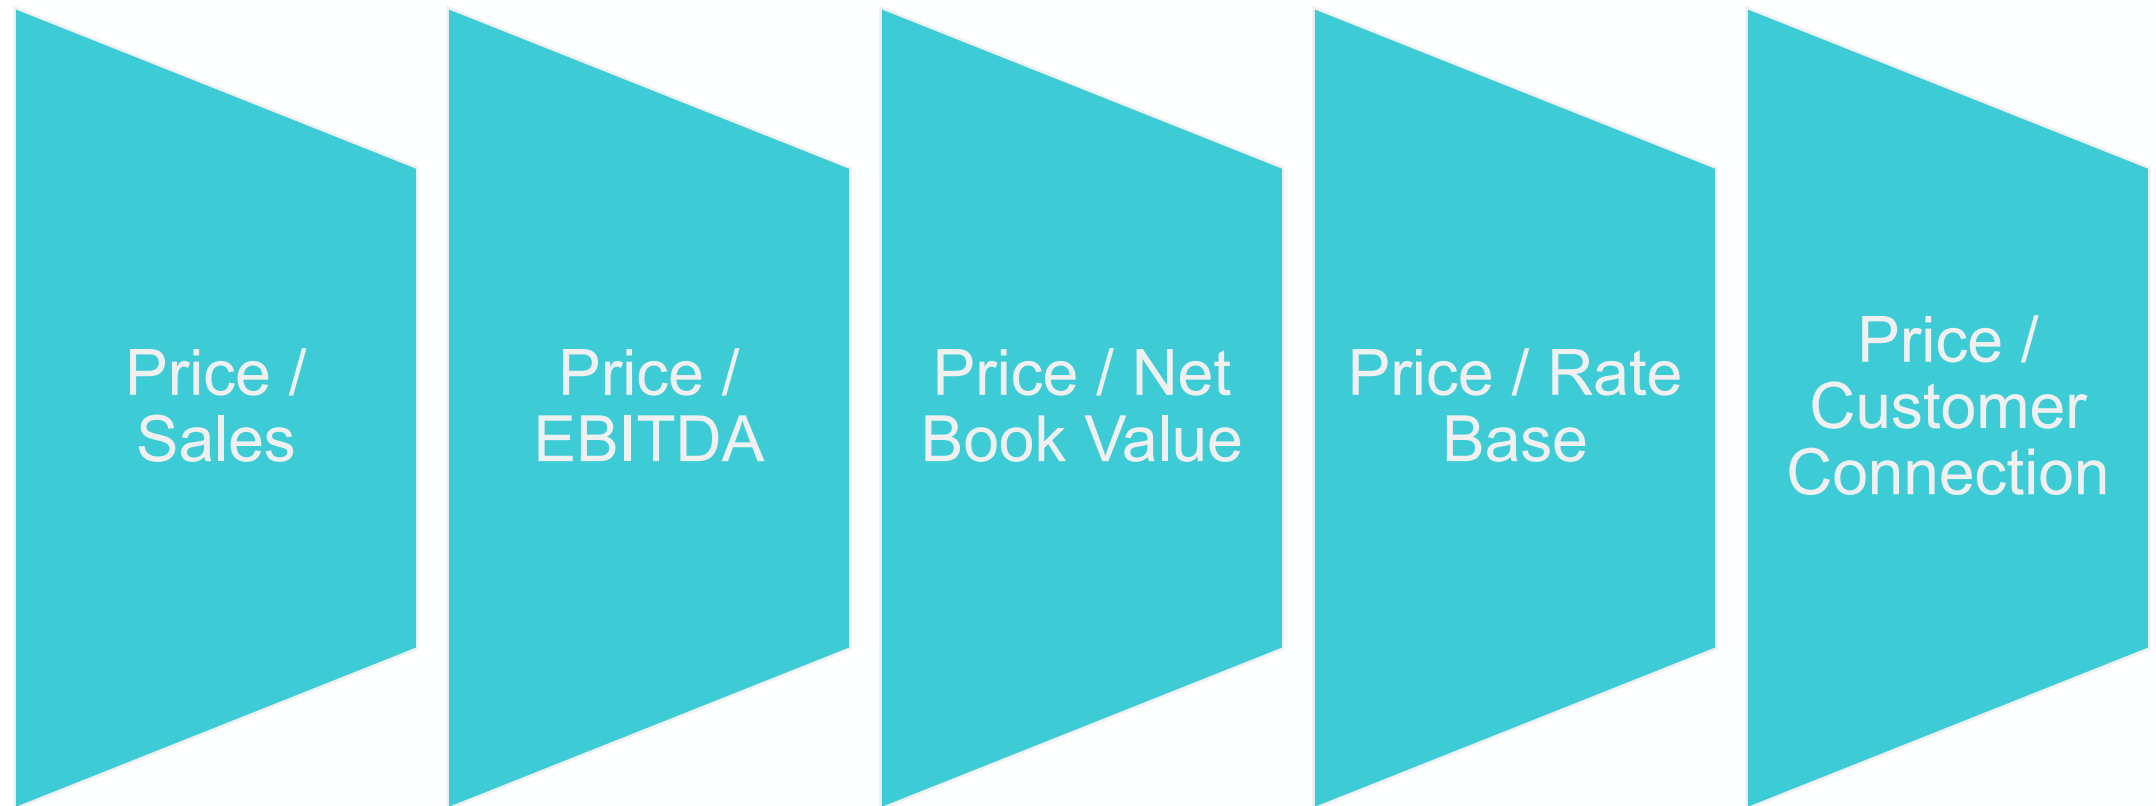 Price /
Sales
Price /
EBITDA
Price / Net
Book Value
Price / Rate
Base
Price /
Customer
Connection